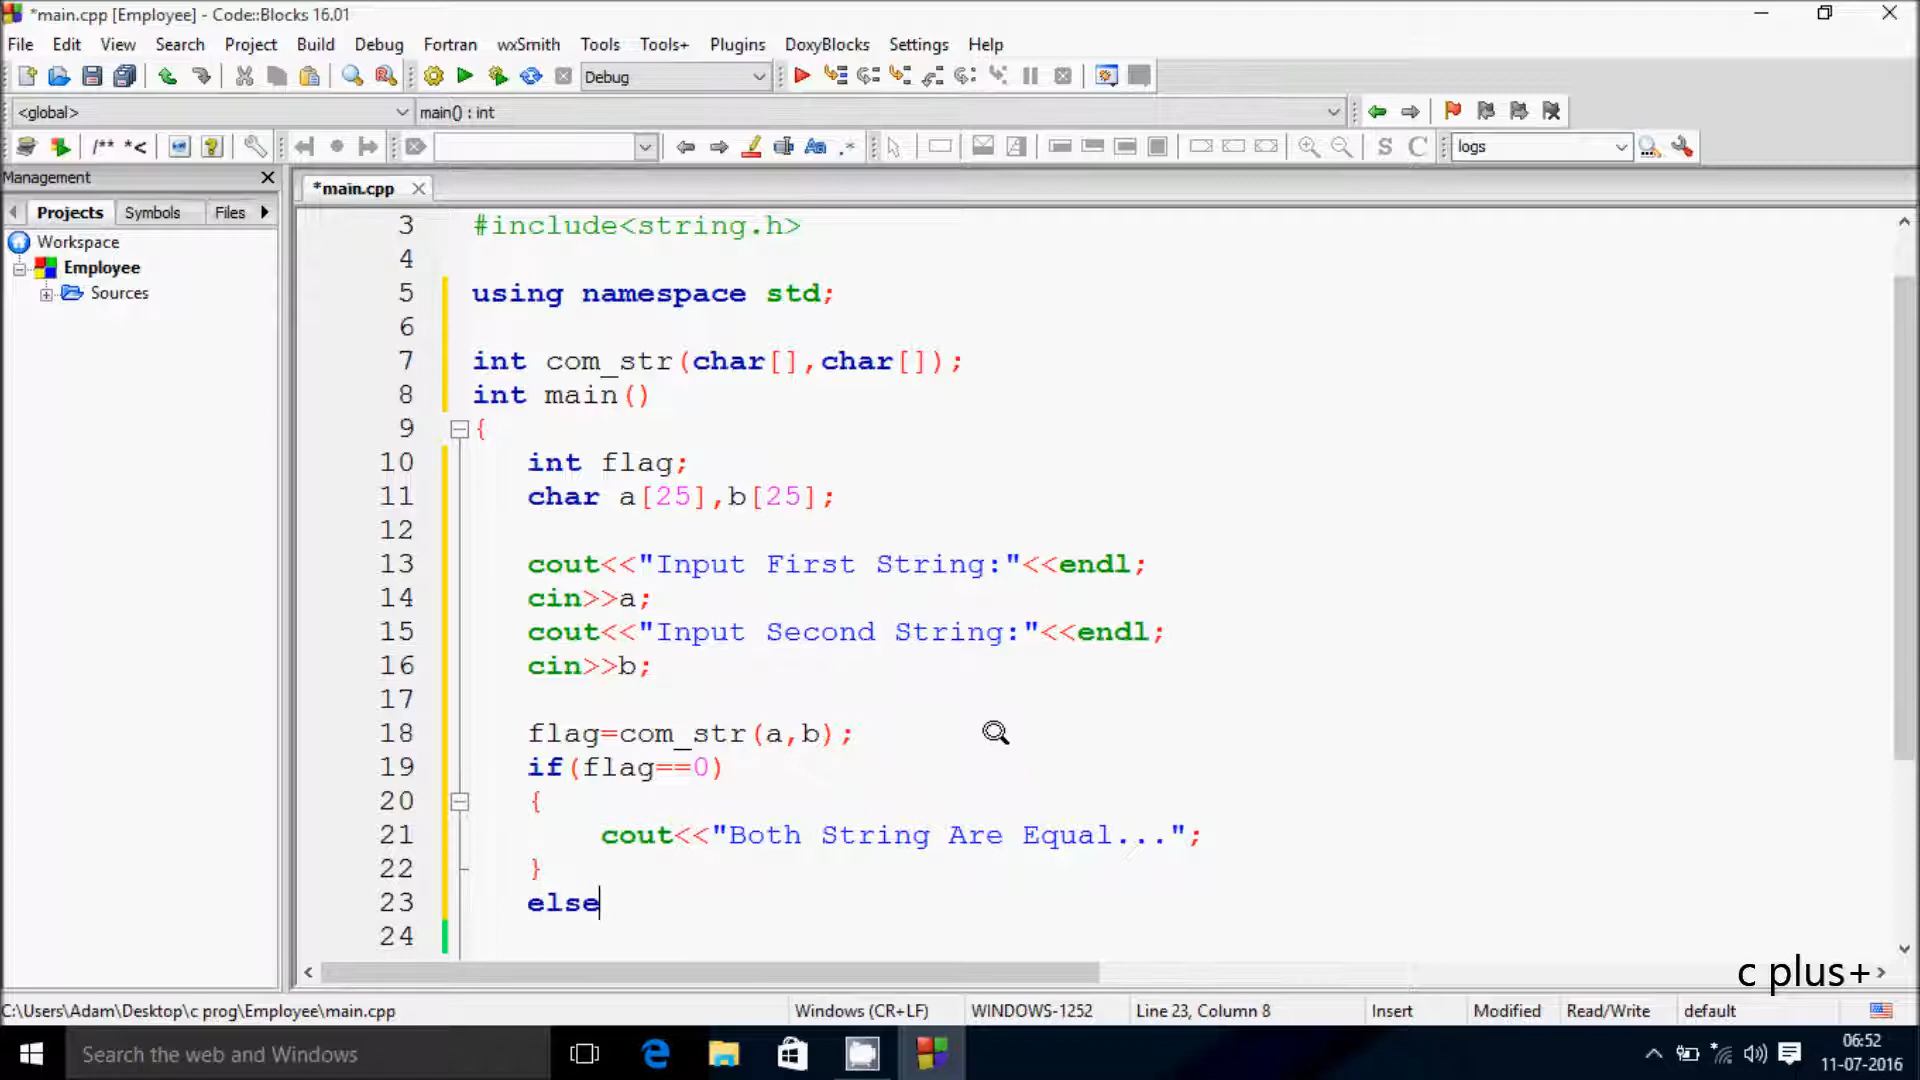 *main.cpp [Employee] - Code::Blocks 16.01
File Edit View Search Project Build Debug Fortran wxSmith Tools Tools+ Plugins DoxyBlocks Settings Help
Debug
<global> main() : int
/** *< Aa .* S C logs
Management
*main.cpp
Projects Symbols Files
Workspace
Employee
Sources
3 #include<string.h>
4
5 using namespace std;
6
7 int com_str(char[],char[]);
8 int main()
9 {
10 int flag;
11 char a[25],b[25];
12
13 cout<<"Input First String:"<<endl;
14 cin>>a;
15 cout<<"Input Second String:"<<endl;
16 cin>>b;
17
18 flag=com_str(a,b);
19 if(flag==0)
20 {
21 cout<<"Both String Are Equal...";
22 }
23 else
24
c plus+
C:\Users\Adam\Desktop\c prog\Employee\main.cpp Windows (CR+LF) WINDOWS-1252 Line 23, Column 8 Insert Modified Read/Write default
Search the web and Windows
06:52
11-07-2016